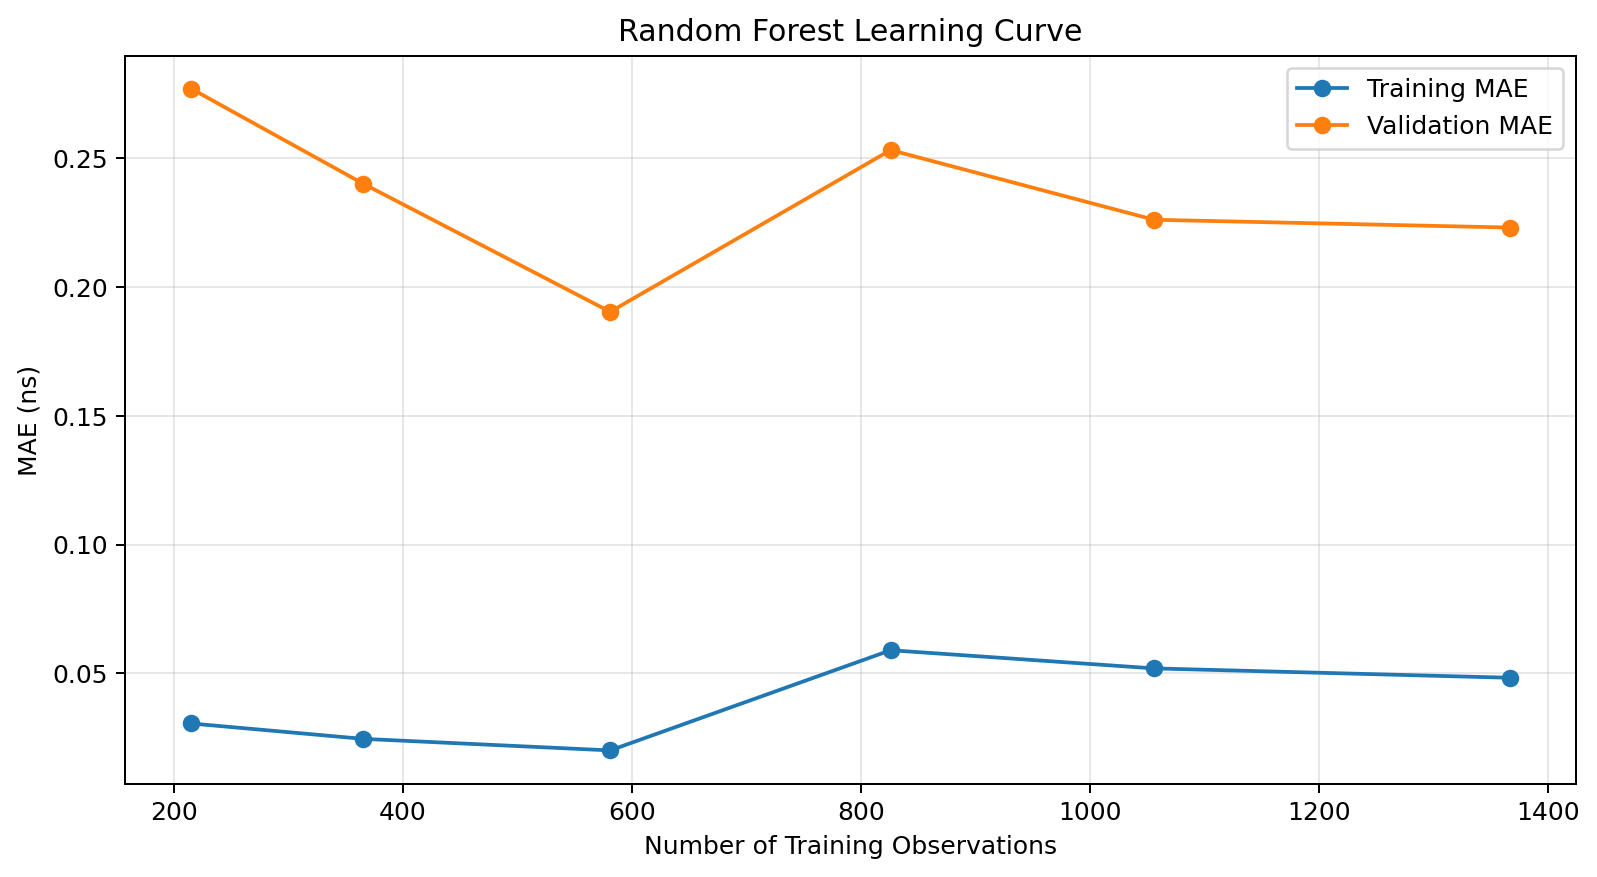 Random Forest Learning Curve
Training MAE
Validation MAE
MAE (ns)
0.25
0.20
0.15
0.10
0.05
200 400 600 800 1000 1200 1400
Number of Training Observations